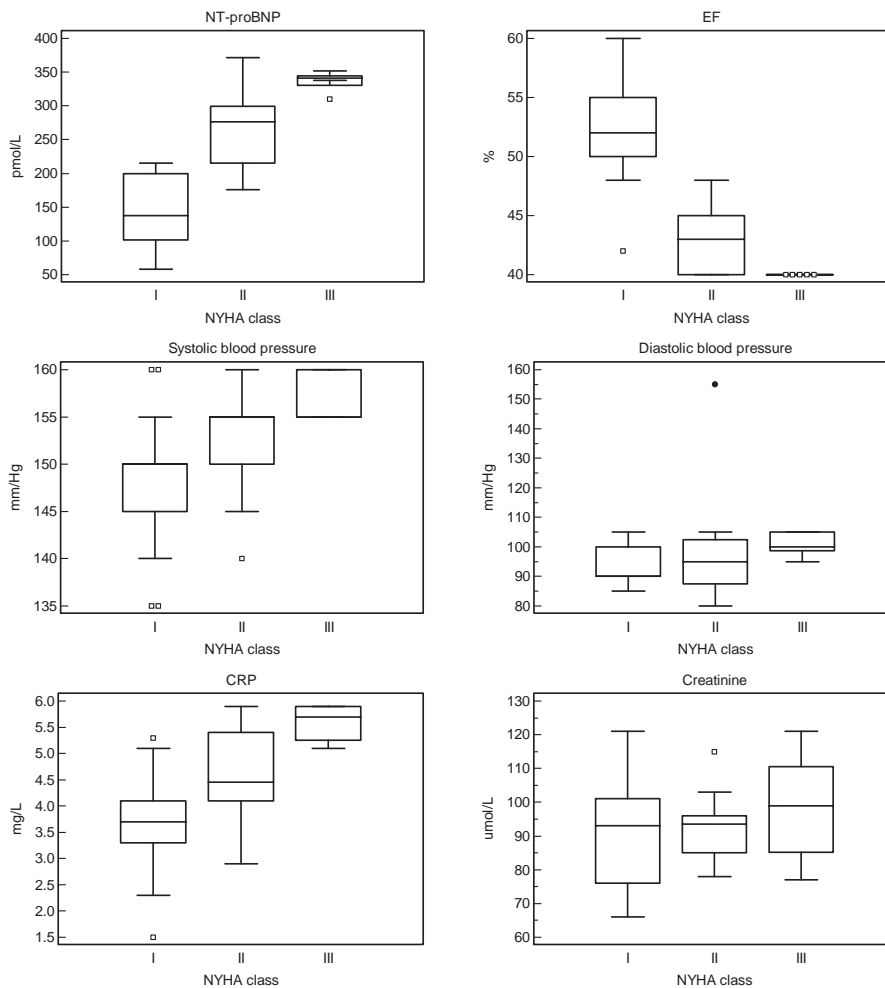 NT-proBNP
400
350
300
250
200
150
100
50
pmol/L
I II III
NYHA class
EF
60
55
50
45
40
%
I II III
NYHA class
Systolic blood pressure
160
155
150
145
140
135
mm/Hg
I II III
NYHA class
Diastolic blood pressure
160
150
140
130
120
110
100
90
80
mm/Hg
I II III
NYHA class
CRP
6.0
5.5
5.0
4.5
4.0
3.5
3.0
2.5
2.0
1.5
mg/L
I II III
NYHA class
Creatinine
130
120
110
100
90
80
70
60
umol/L
I II III
NYHA class